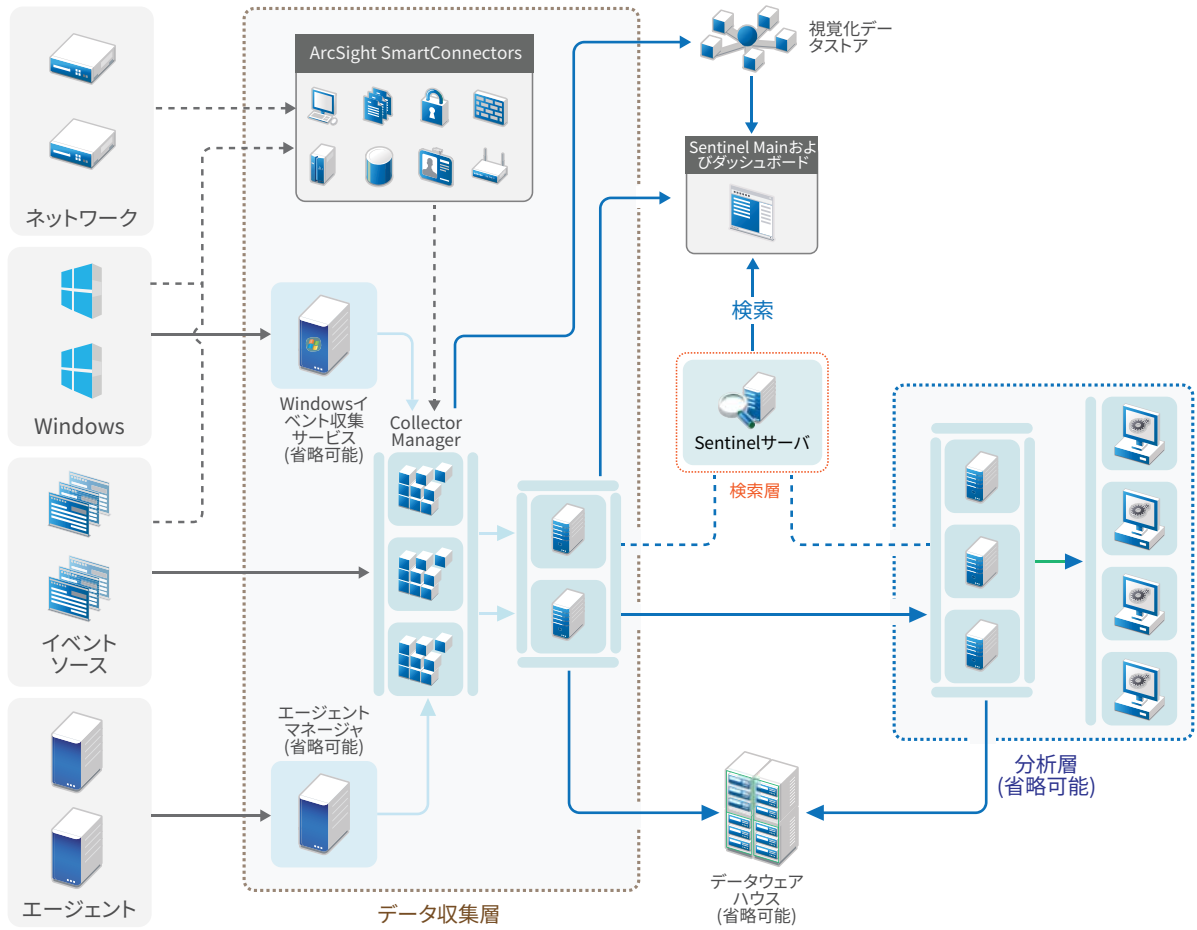 ネットワーク
Windows
イベント
ソース
エージェント
ArcSight SmartConnectors
Windowsイ
ベント収集
サービス
(省略可能)
Collector
Manager
エージェント
マネージャ
(省略可能)
データ収集層
視覚化デー
タストア
Sentinel Mainおよ
びダッシュボード
検索
Sentinelサーバ
検索層
データウェア
ハウス
(省略可能)
分析層
(省略可能)